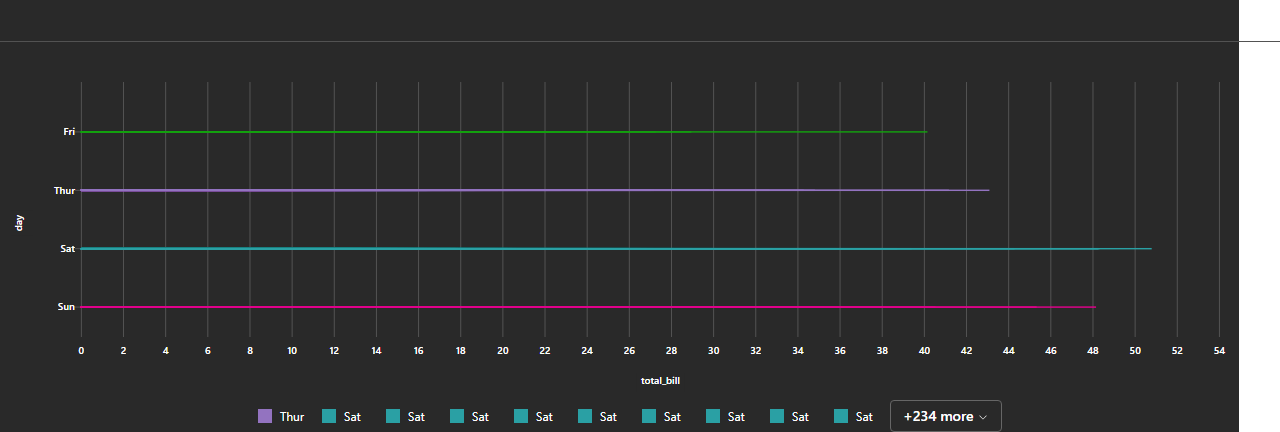 Fri
Thur
day
Sat
Sun
0 2 4 6 8 10 12 14 16 18 20 22 24 26 28 30 32 34 36 38 40 42 44 46 48 50 52 54
total_bill
Thur Sat Sat Sat Sat Sat Sat Sat Sat Sat +234 more